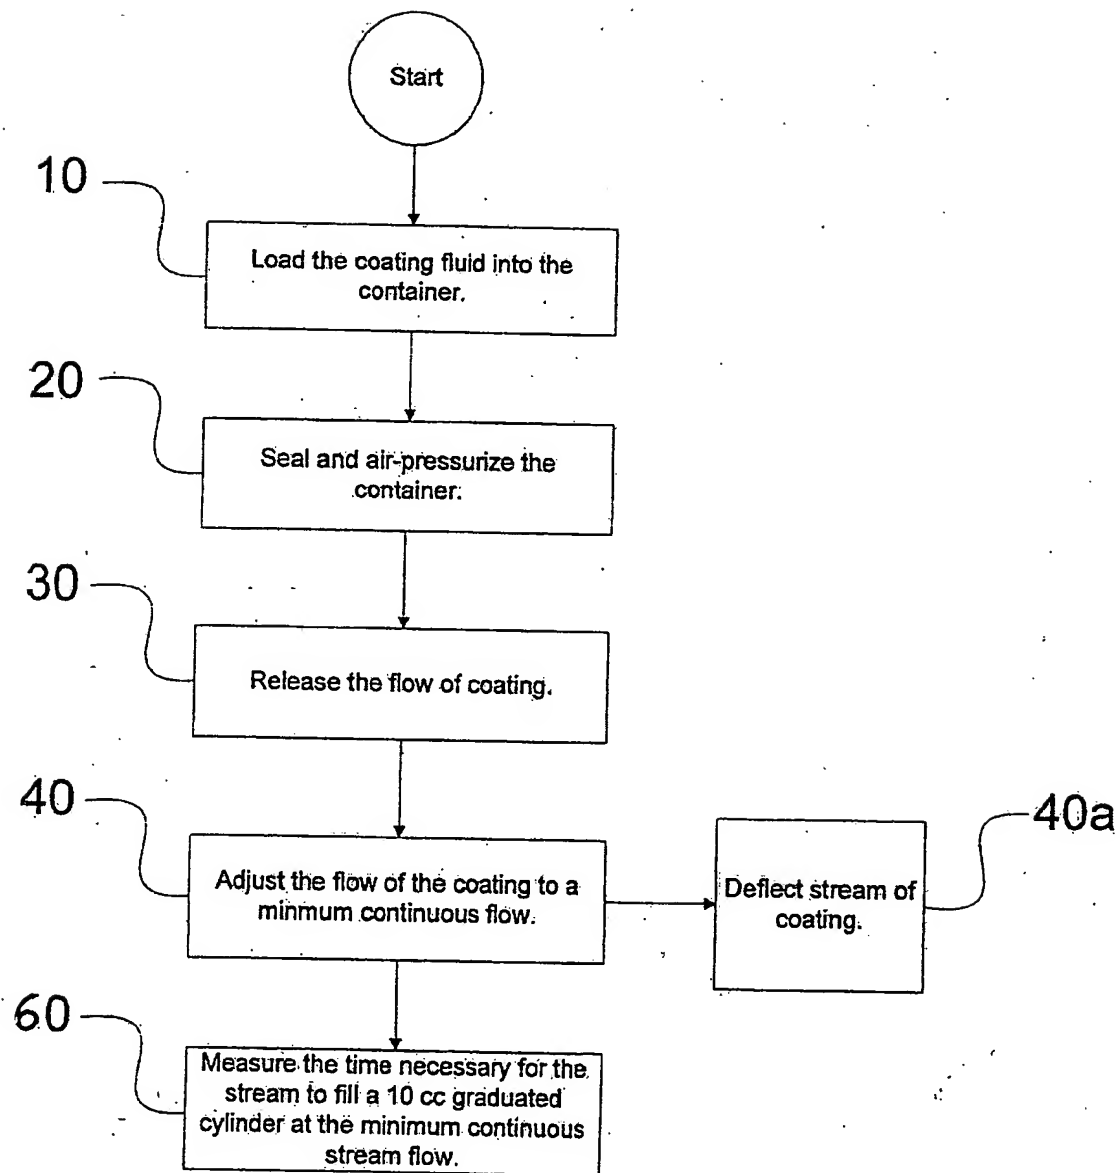 Start
10
Load the coating fluid into the
container.
20
Seal and air-pressurize the
container.
30
Release the flow of coating.
40
Adjust the flow of the coating to a
minmum continuous flow.
40a
Deflect stream of
coating.
60
Measure the time necessary for the
stream to fill a 10 cc graduated
cylinder at the minimum continuous
stream flow.